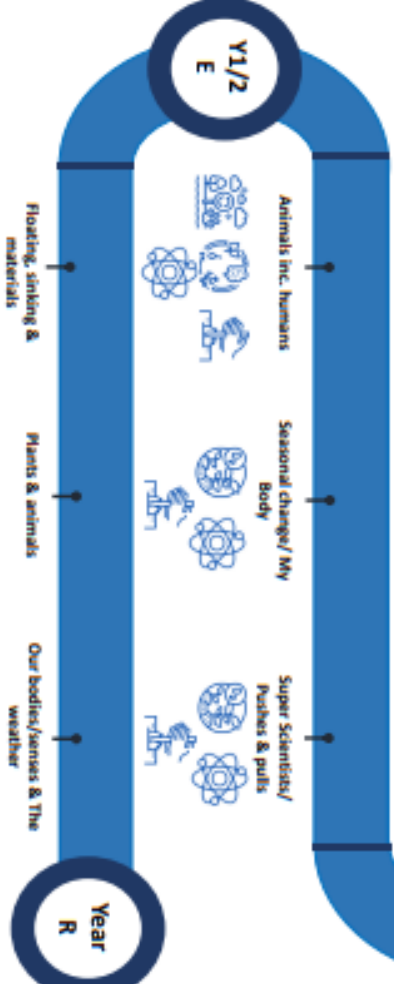 Y1/2
E
Animals inc. humans
Seasonal change/ My
Body
Super Scientists/
Pushes & pulls
Floating, sinking &
materials
Plants & animals
Our bodies/senses & The
weather
Year
R